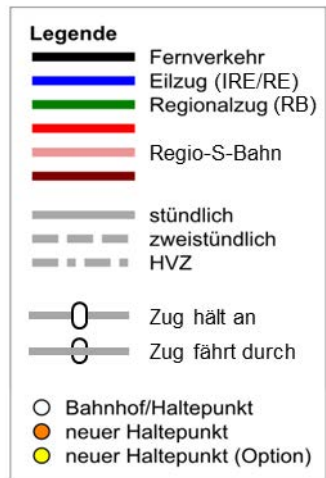 Legende
Fernverkehr
Eilzug (IRE/RE)
Regionalzug (RB)
Regio-S-Bahn
stündlich
zweistündlich
HVZ
Zug hält an
Zug fährt durch
Bahnhof/Haltepunkt
neuer Haltepunkt
neuer Haltepunkt (Option)